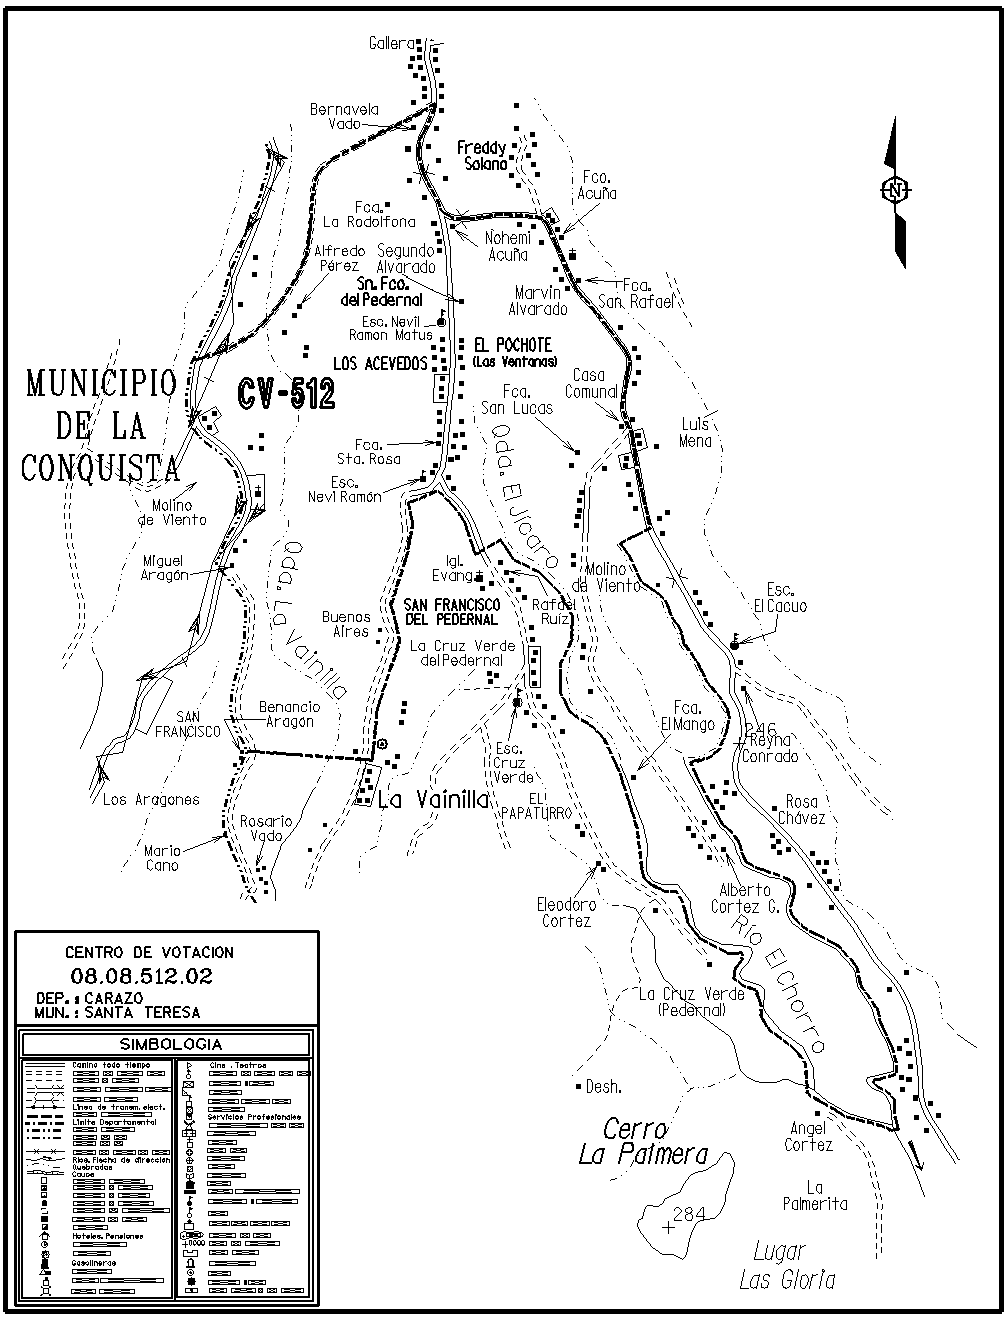 Gallera
Bernavela
Vado
Freddy
Solano
Fco.
Acuña
N
Fca.
La Rodolfona
Nohemi
Acuña
Alfredo
Pérez
Segundo
Alvarado
Sn. Fco.
del Pedernal
Marvin
Alvarado
Fca.
San Rafael
Esc. Nevil
Ramon Matus
EL POCHOTE
(Las Ventanas)
LOS ACEVEDOS
MUNICIPIO
DE LA
CONQUISTA
CV-512
Casa
Comunal
Fca.
San Lucas
Luis
Mena
Fca.
Sta. Rosa
Qda. El Jícaro
Esc.
Nevl Ramón
Molino
de Viento
Miguel
Aragón
Qda. La Vainilla
Igl.
Evang.
Molino
de Viento
Esc.
El Cacuo
Rafael
Ruíz
SAN FRANCISCO
DEL PEDERNAL
Buenos
Aires
La Cruz Verde
del Pedernal
Benancio
Aragón
SAN
FRANCISCO
Fca.
El Mango
246
Reyna
Conrado
Esc.
Cruz
Verde
Los Aragones
La Vainilla
EL
PAPATURRO
Rosa
Chávez
Rosario
Vado
Mario
Cano
Alberto
Cortez G.
Eleodoro
Cortez
Río El Chorro
La Cruz Verde
(Pedernal)
CENTRO DE VOTACION
08.08.512.02
DEP. : CARAZO
MUN. : SANTA TERESA
SIMBOLOGIA
Camino todo tiempo
Cine, Teatros
Linea de transm. elect.
Servicios Profesionales
Limite Departamental
Rios, Flecha de dirección
Quebradas
Cauce
Hoteles, Pensiones
Gasolineras
Desh.
Cerro
La Palmera
284
Angel
Cortez
La
Palmerita
Lugar
Las Gloria